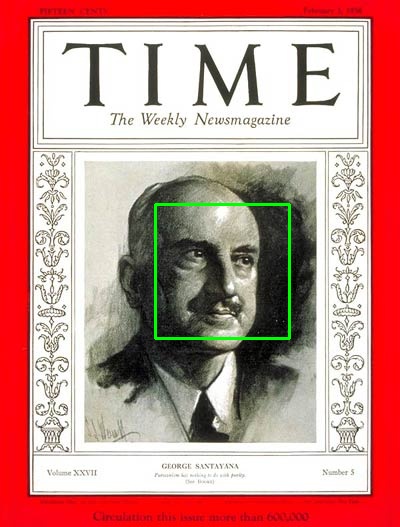 FIFTEEN CENTS
February 3, 1936
TIME
The Weekly Newsmagazine
GEORGE SANTAYANA
Volume XXVII
Puritanism has nothing to do with purity.
Number 5
(See BOOKS)
Circulation this issue more than 600,000